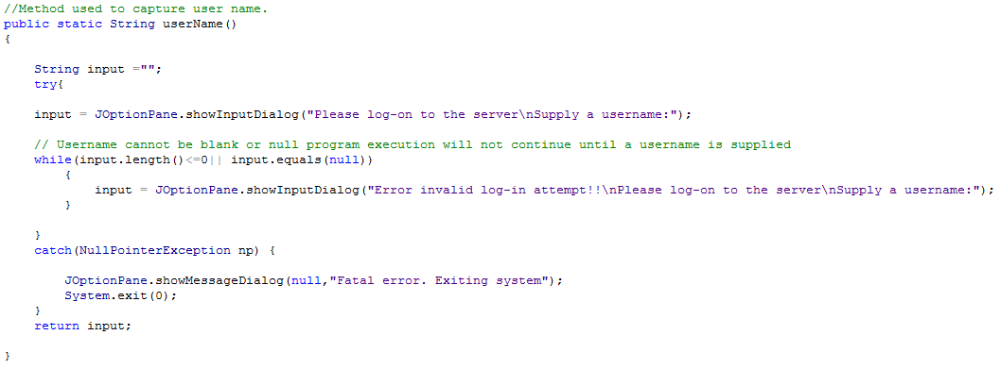 //Method used to capture user name.
public static String userName()
{
String input ="";
try{
input = JOptionPane.showInputDialog("Please log-on to the server\nSupply a username:");
// Username cannot be blank or null program execution will not continue until a username is supplied
while(input.length()<=0|| input.equals(null))
{
input = JOptionPane.showInputDialog("Error invalid log-in attempt!!\nPlease log-on to the server\nSupply a username:");
}
}
catch(NullPointerException np) {
JOptionPane.showMessageDialog(null,"Fatal error. Exiting system");
System.exit(0);
}
return input;
}